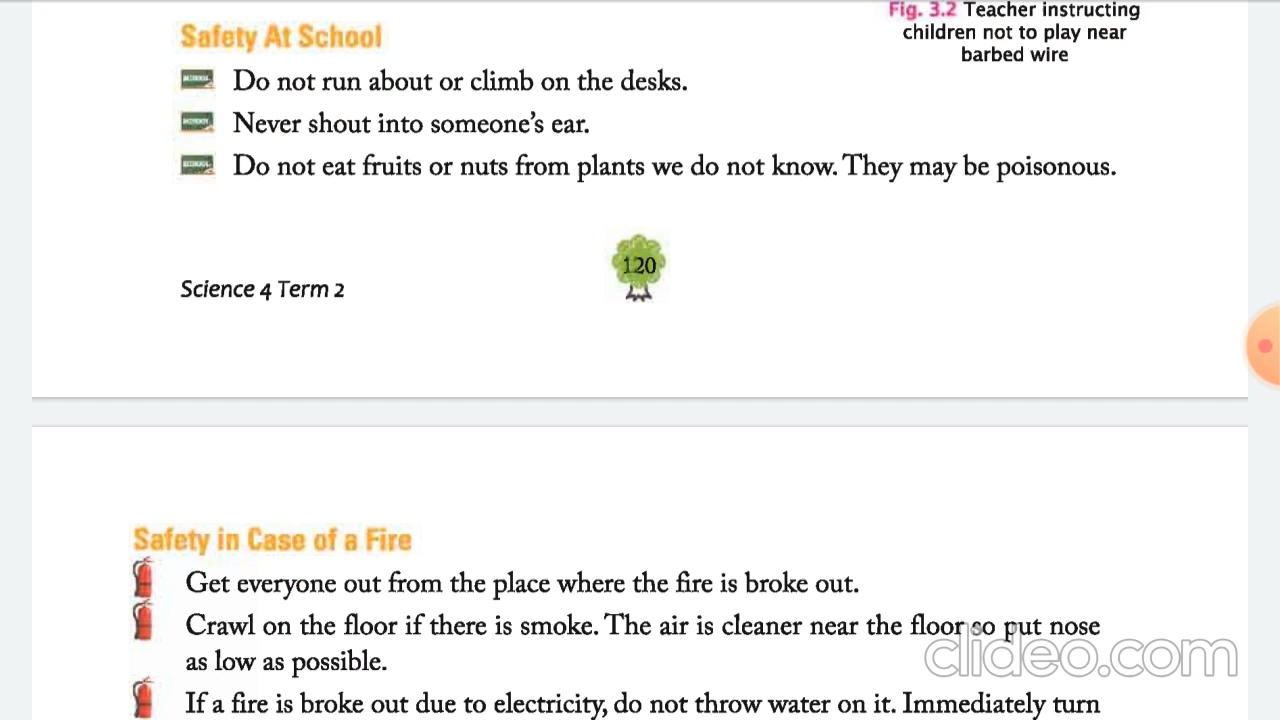 Fig. 3.2 Teacher instructing
children not to play near
barbed wire
Safety At School
Do not run about or climb on the desks.
Never shout into someone's ear.
Do not eat fruits or nuts from plants we do not know. They may be poisonous.
120
Science 4 Term 2
Safety in Case of a Fire
Get everyone out from the place where the fire is broke out.
Crawl on the floor if there is smoke. The air is cleaner near the floor so put nose
as low as possible.
If a fire is broke out due to electricity, do not throw water on it. Immediately turn
clideo.com